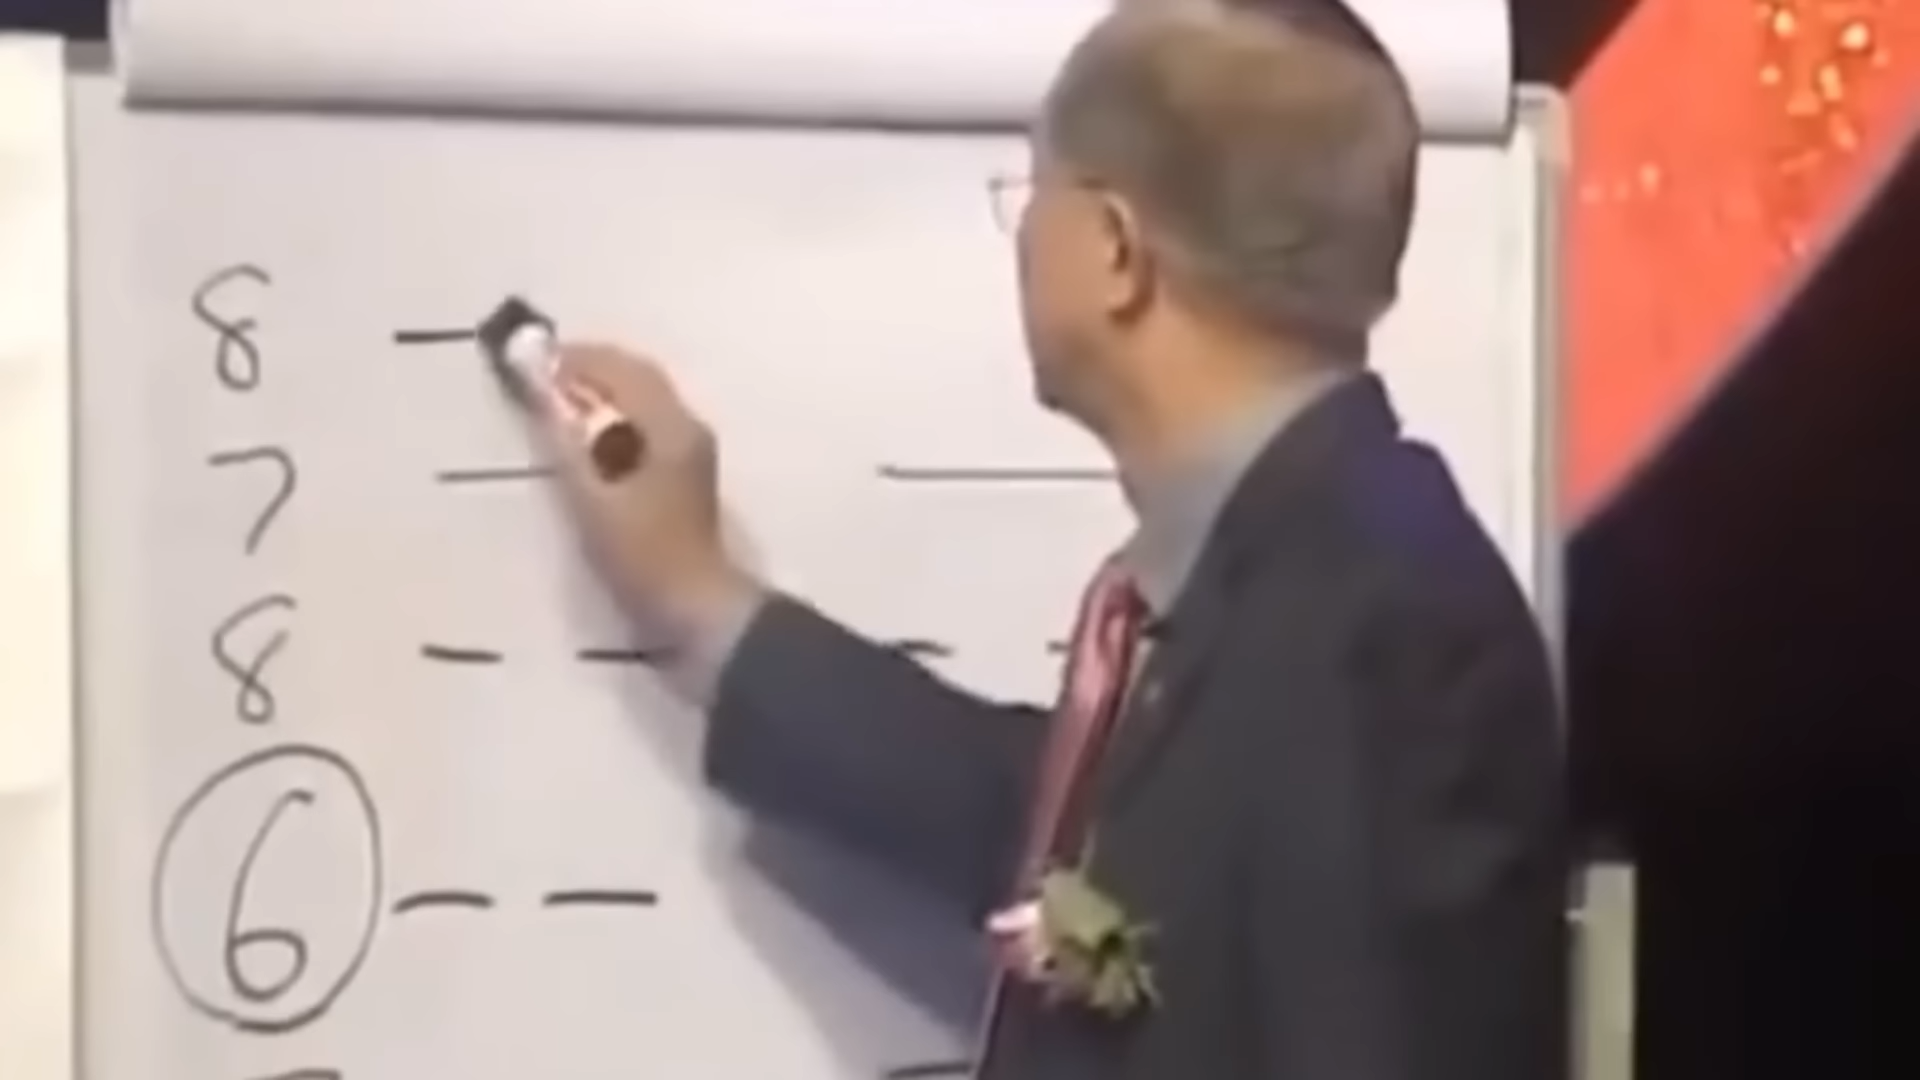 8 —
7 — —
8 — — — —
6 — —